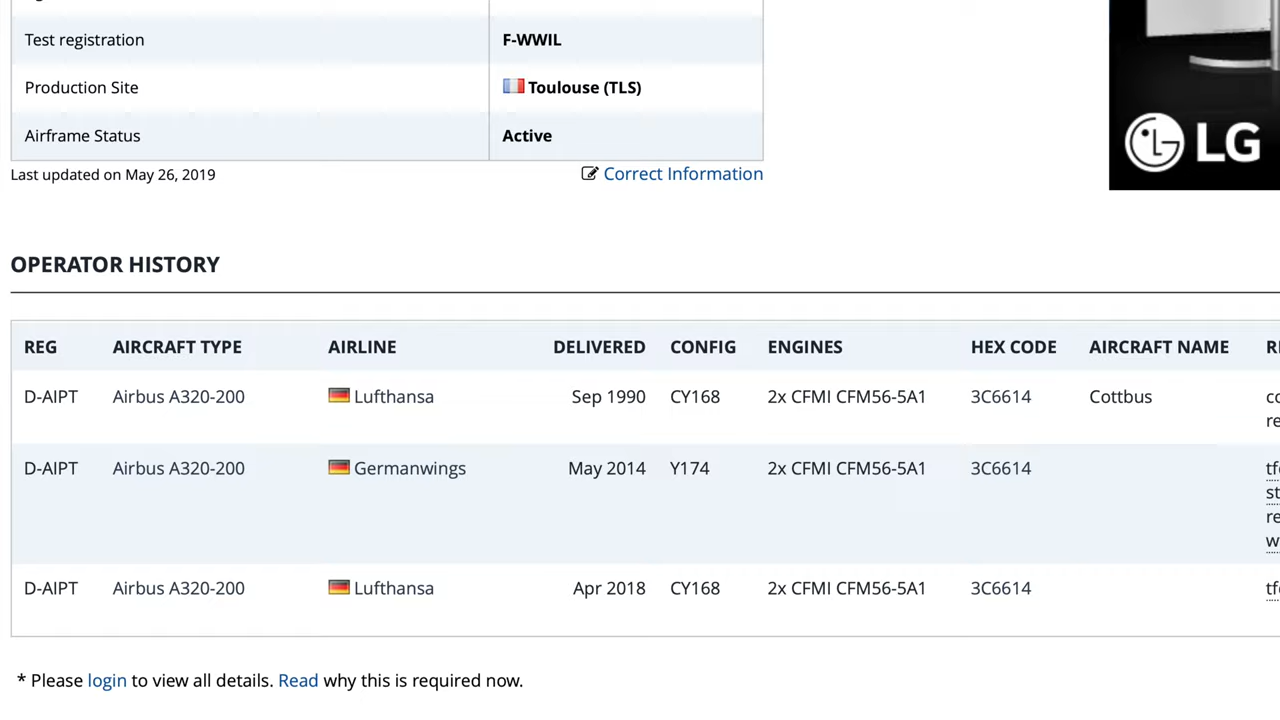 Test registration F-WWIL
Production Site Toulouse (TLS)
Airframe Status Active
Last updated on May 26, 2019 Correct Information
LG
OPERATOR HISTORY
REG AIRCRAFT TYPE AIRLINE DELIVERED CONFIG ENGINES HEX CODE AIRCRAFT NAME
D-AIPT Airbus A320-200 Lufthansa Sep 1990 CY168 2x CFMI CFM56-5A1 3C6614 Cottbus
D-AIPT Airbus A320-200 Germanwings May 2014 Y174 2x CFMI CFM56-5A1 3C6614
D-AIPT Airbus A320-200 Lufthansa Apr 2018 CY168 2x CFMI CFM56-5A1 3C6614
* Please login to view all details. Read why this is required now.